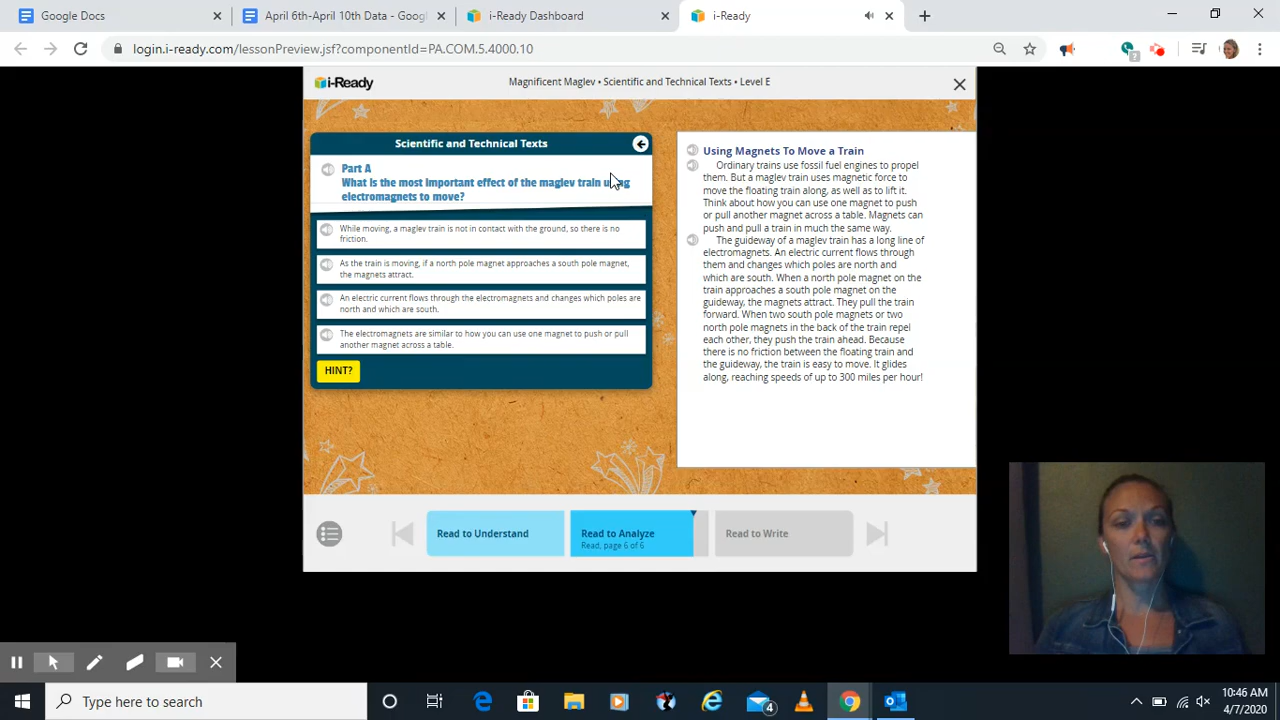 Google Docs
April 6th-April 10th Data - Goog
i-Ready Dashboard
i-Ready
login.i-ready.com/lessonPreview.jsf?componentId=PA.COM.5.4000.10
i-Ready
Magnificent Maglev • Scientific and Technical Texts • Level E
Scientific and Technical Texts
Part A
What is the most important effect of the maglev train using
electromagnets to move?
While moving, a maglev train is not in contact with the ground, so there is no
friction.
As the train is moving, if a north pole magnet approaches a south pole magnet,
the magnets attract.
An electric current flows through the electromagnets and changes which poles are
north and which are south.
The electromagnets are similar to how you can use one magnet to push or pull
another magnet across a table.
HINT?
Using Magnets To Move a Train
Ordinary trains use fossil fuel engines to propel
them. But a maglev train uses magnetic force to
move the floating train along, as well as to lift it.
Think about how you can use one magnet to push
or pull another magnet across a table. Magnets can
push and pull a train in much the same way.
The guideway of a maglev train has a long line of
electromagnets. An electric current flows through
them and changes which poles are north and
which are south. When a north pole magnet on the
train approaches a south pole magnet on the
guideway, the magnets attract. They pull the train
forward. When two south pole magnets or two
north pole magnets in the back of the train repel
each other, they push the train ahead. Because
there is no friction between the floating train and
the guideway, the train is easy to move. It glides
along, reaching speeds of up to 300 miles per hour!
Read to Understand
Read to Analyze
Read, page 6 of 6
Read to Write
Type here to search
4
10:46 AM
4/7/2020